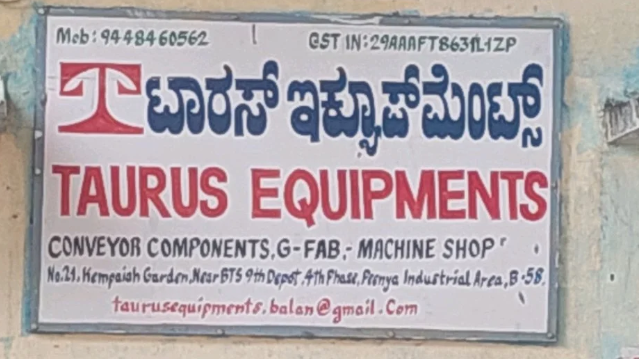 Mob: 9448460562 GST IN:29AAAFT8631L1ZP
ಟಾರಸ್ ಇಕ್ಯೂಪ್‌ಮೆಂಟ್ಸ್
TAURUS EQUIPMENTS
CONVEYOR COMPONENTS, G-FAB,- MACHINE SHOP
No.21, Kempaiah Garden, Near BTS 9th Depot, 4th Phase, Peenya Industrial Area, B-58.
taurusequipments.balan@gmail.Com